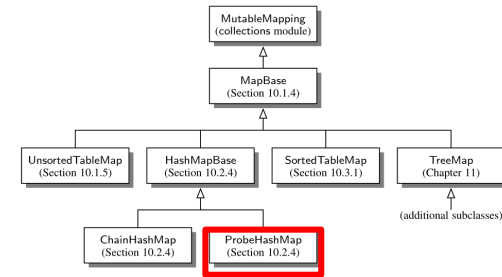 MutableMapping
(collections module)
MapBase
(Section 10.1.4)
UnsortedTableMap
(Section 10.1.5)
HashMapBase
(Section 10.2.4)
SortedTableMap
(Section 10.3.1)
TreeMap
(Chapter 11)
(additional subclasses)
ChainHashMap
(Section 10.2.4)
ProbeHashMap
(Section 10.2.4)